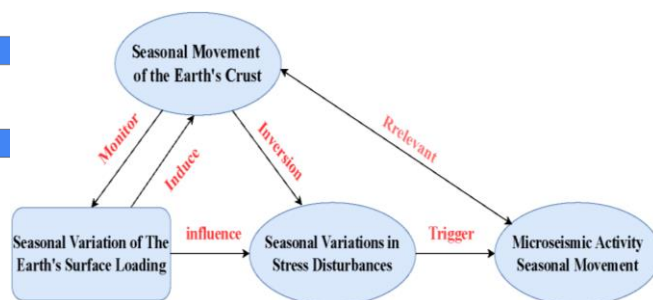 Seasonal Movement
of the Earth's Crust
Monitor
Induce
Inversion
Rrelevant
Seasonal Variation of The
Earth's Surface Loading
influence
Seasonal Variations in
Stress Disturbances
Trigger
Microseismic Activity
Seasonal Movement